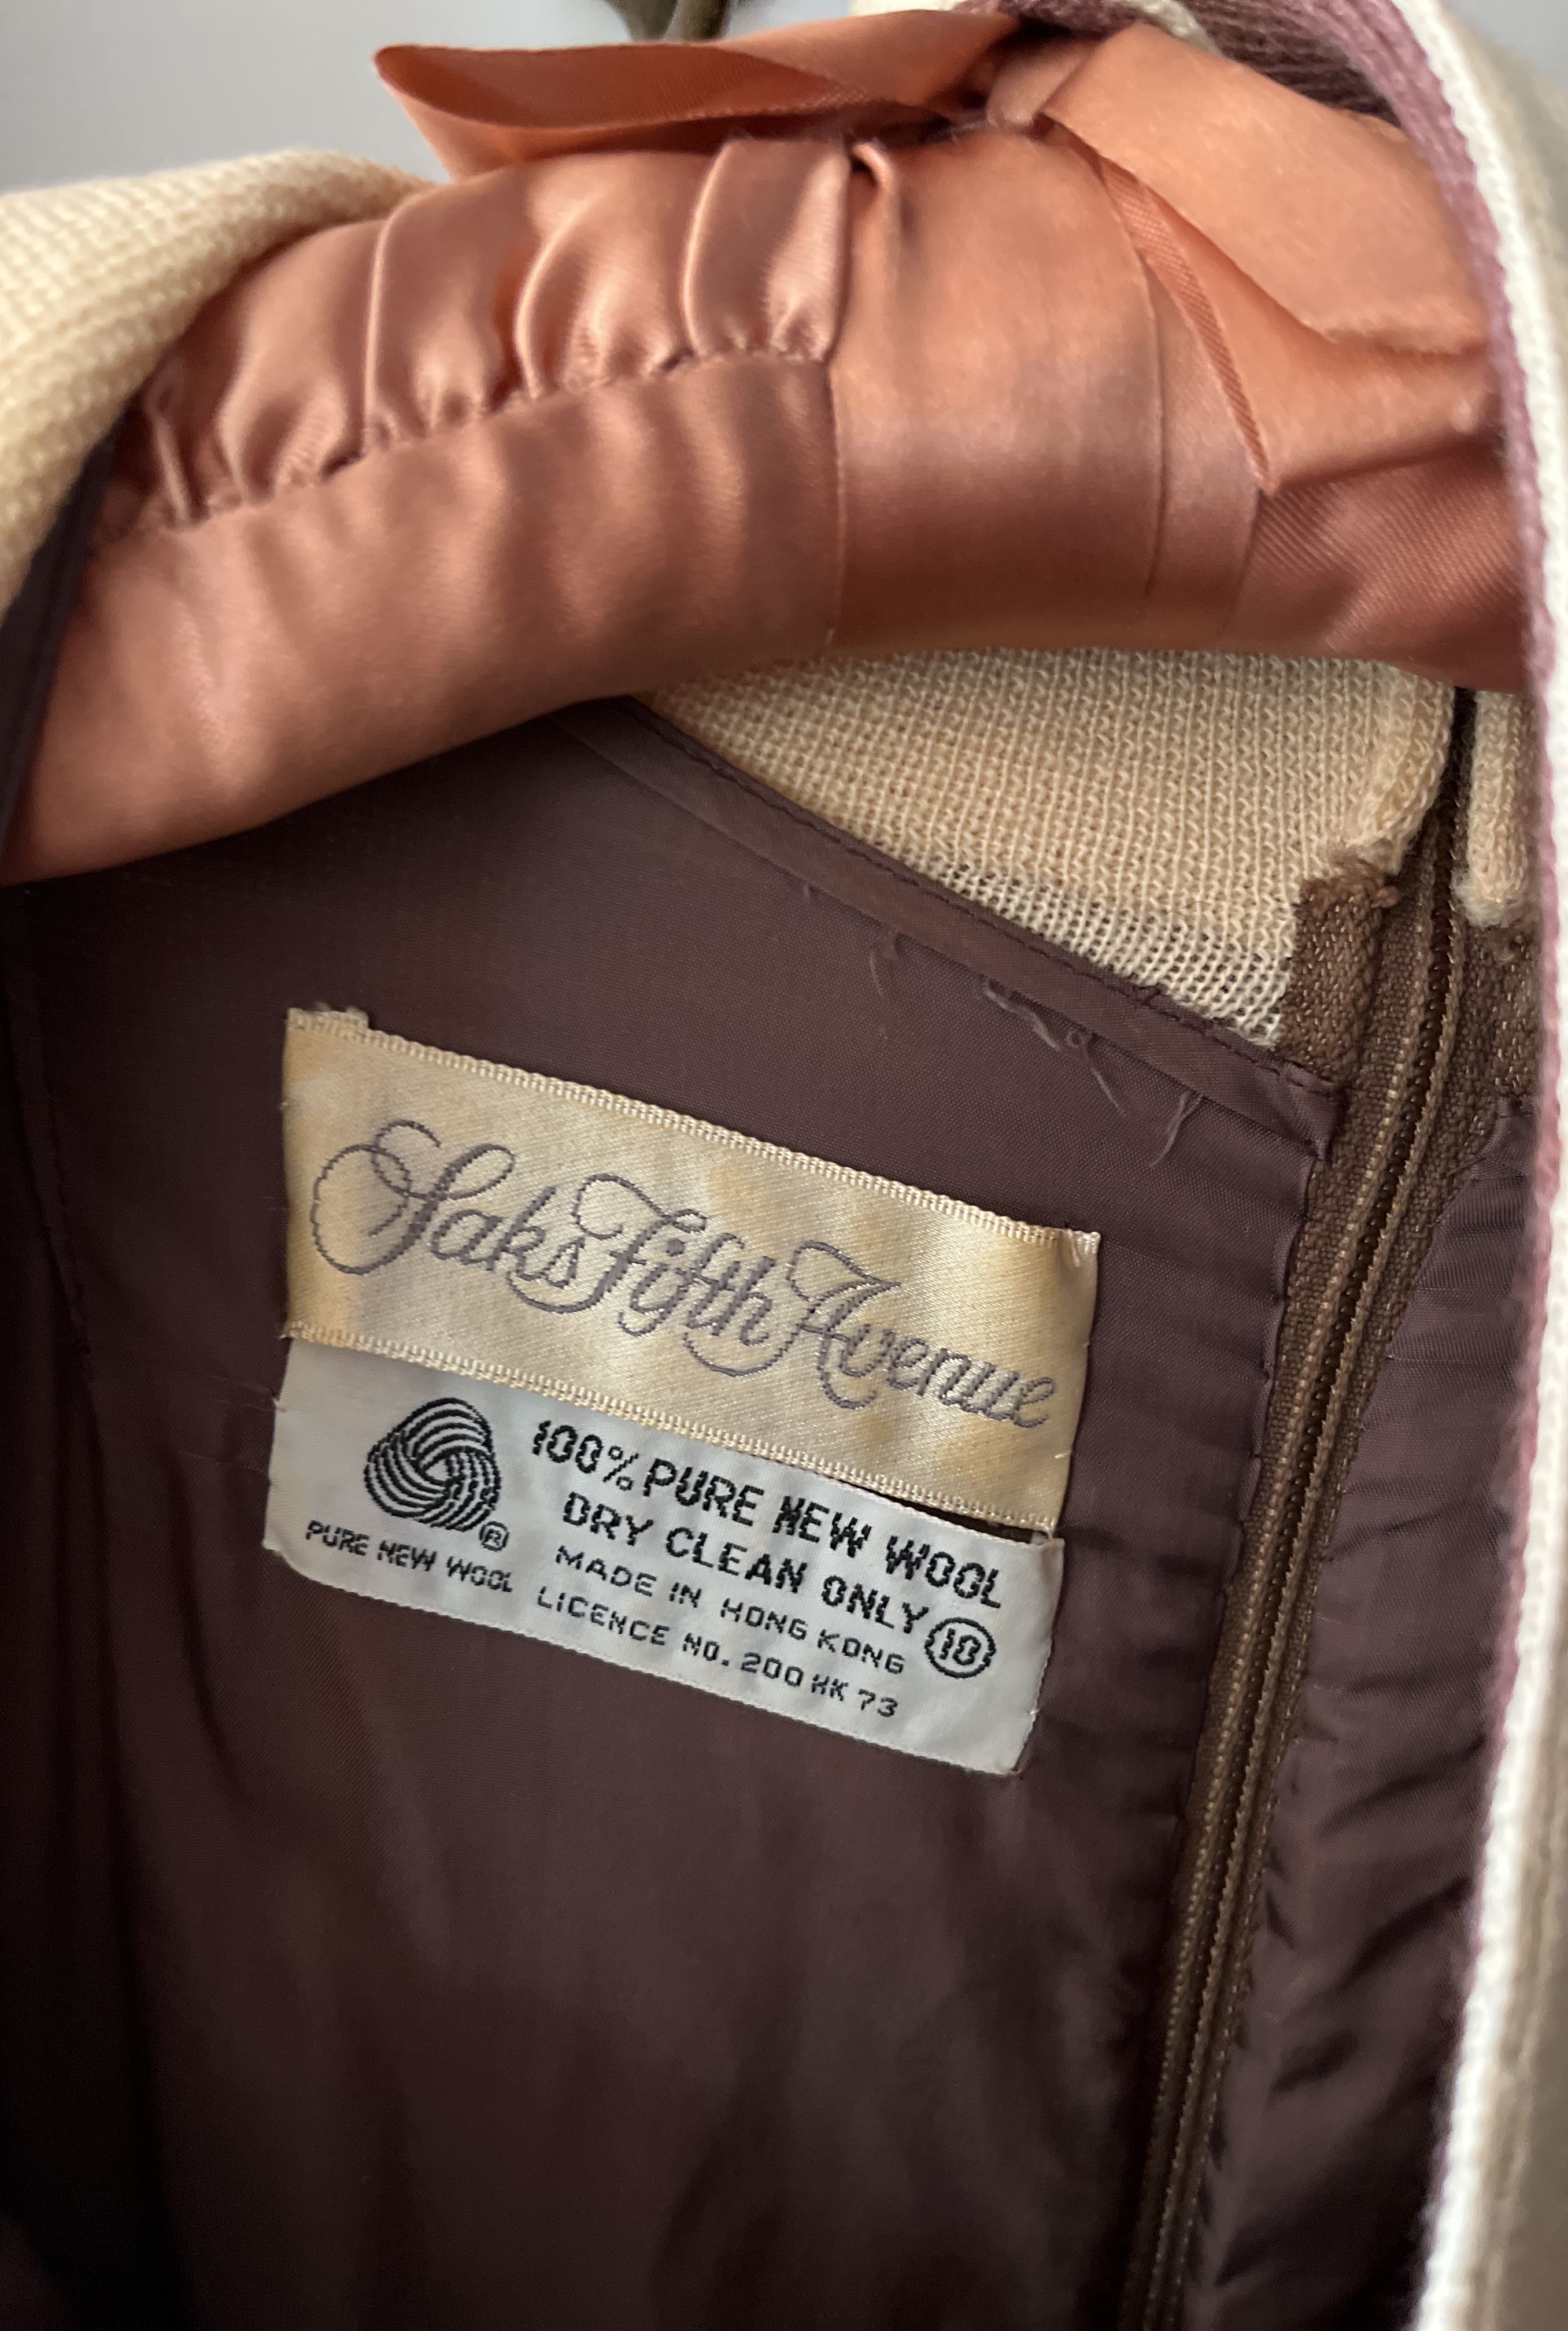 Saks Fifth Avenue
100% PURE NEW WOOL
DRY CLEAN ONLY
MADE IN HONG KONG
LICENCE NO. 200 HK 73
10
®
PURE NEW WOOL